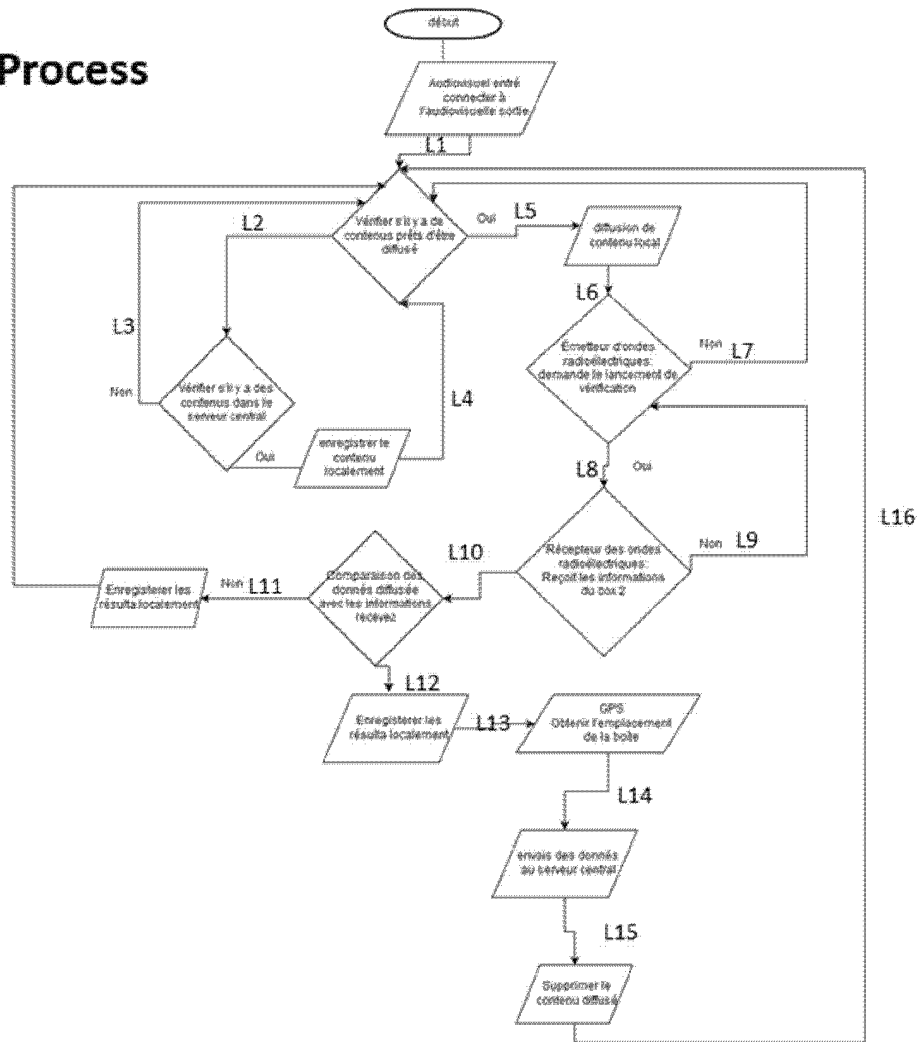 Process
début
Audiovisuel entré
connecter à
l'audiovisuelle sortie
L1
L2
Vérifier s'il y a de
contenus prêts d'être
diffusé
Oui
L5
diffusion de
contenu local
L3
L6
Non
Vérifier s'il y a des
contenus dans le
serveur central
Oui
enregistrer le
contenu
localement
L4
Émetteur d'ondes
radioélectriques:
demande le lancement de
vérification
Non
L7
L8
Oui
L16
Récepteur des ondes
radioélectriques:
Reçoit les informations
du box 2
Non
L9
L10
Comparaison des
donnés diffusée
avec les informations
recevez
Non
L11
Enregisterer les
résulta localement
L12
Enregisterer les
résulta localement
L13
GPS
Obtenir l'emplacement
de la boîte
L14
envois des donnés
au serveur central
L15
Supprimer le
contenu diffusé